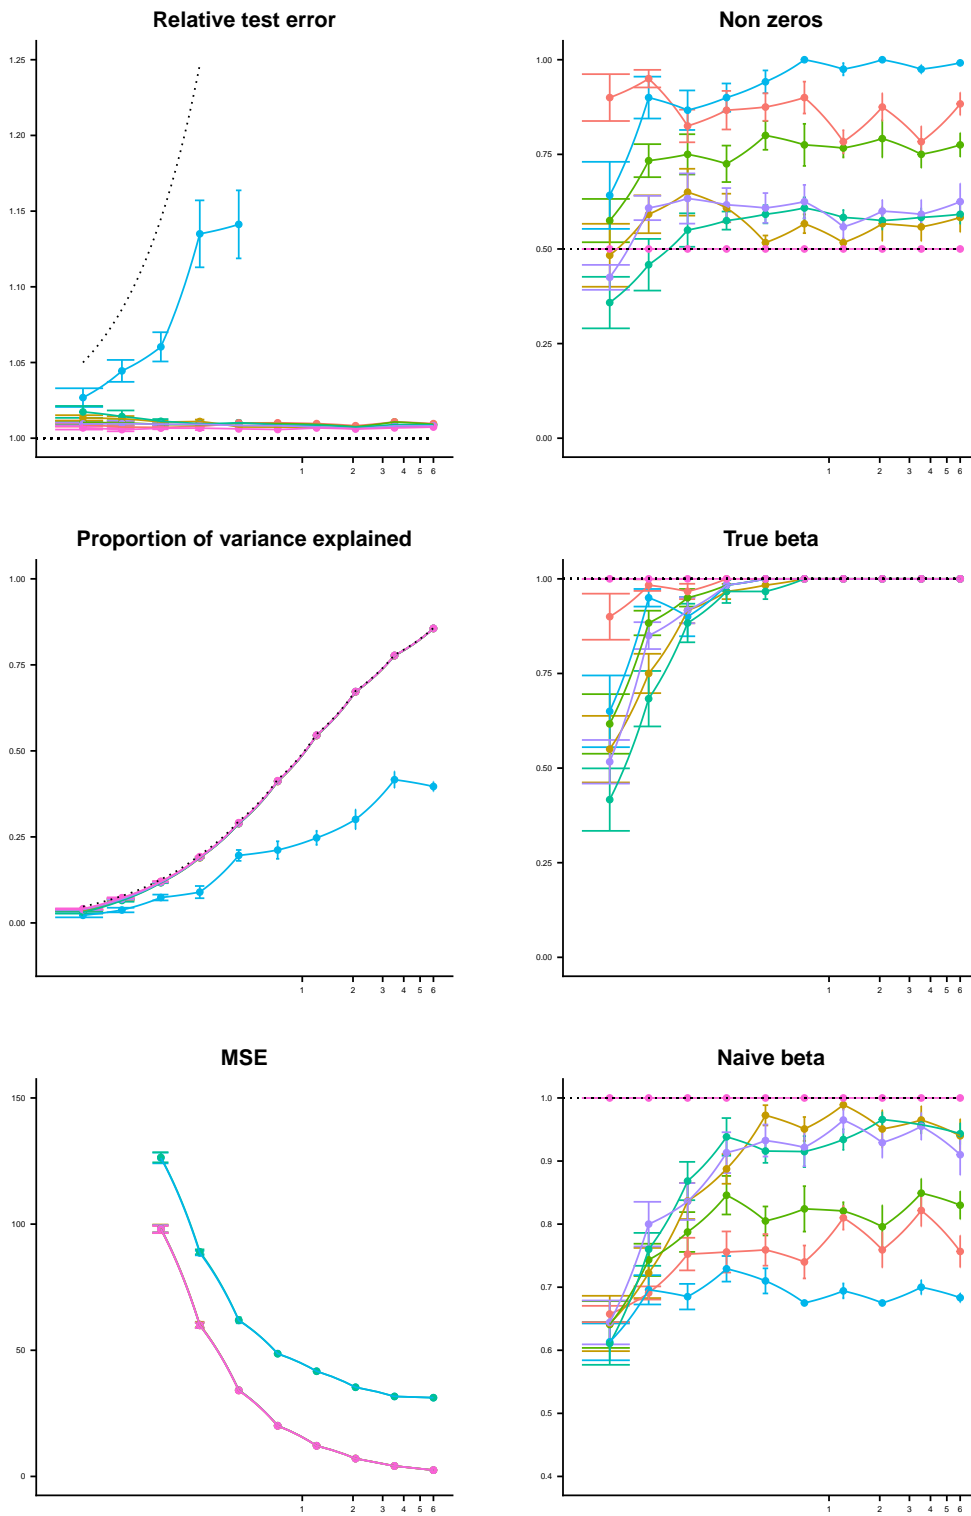 Relative test error
1.25
1.20
1.15
1.10
1.05
1.00
1 2 3 4 5 6
Non zeros
1.00
0.75
0.50
0.25
0.00
1 2 3 4 5 6
Proportion of variance explained
1.00
0.75
0.50
0.25
0.00
1 2 3 4 5 6
True beta
1.00
0.75
0.50
0.25
0.00
1 2 3 4 5 6
MSE
150
100
50
0
1 2 3 4 5 6
Naive beta
1.0
0.9
0.8
0.7
0.6
0.5
0.4
1 2 3 4 5 6